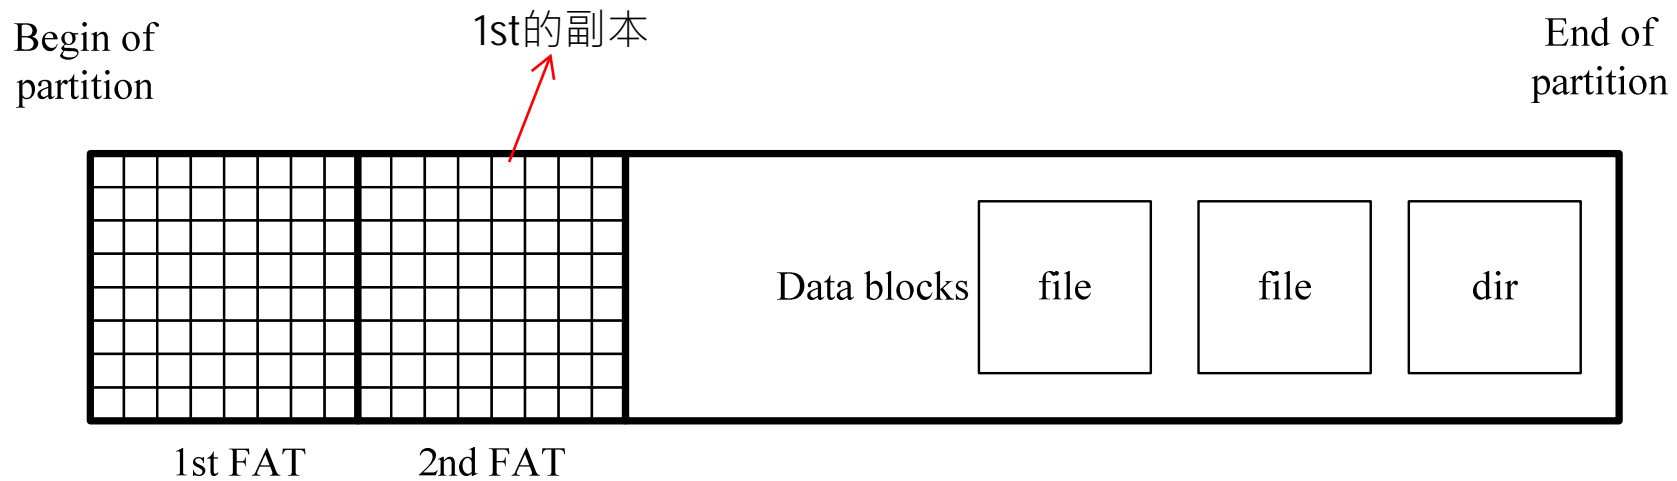 Begin of
partition
1st的副本
End of
partition
Data blocks
file
file
dir
1st FAT
2nd FAT